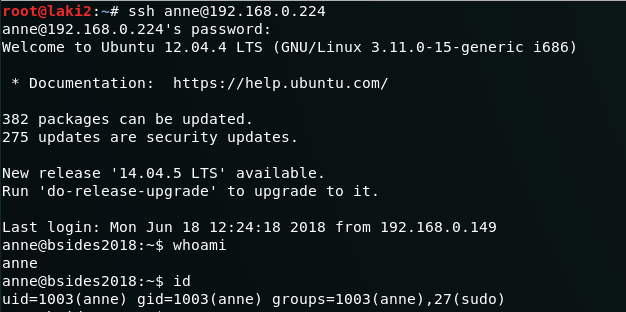 root@laki2:~# ssh anne@192.168.0.224
anne@192.168.0.224's password:
Welcome to Ubuntu 12.04.4 LTS (GNU/Linux 3.11.0-15-generic i686)
* Documentation:  https://help.ubuntu.com/
382 packages can be updated.
275 updates are security updates.
New release '14.04.5 LTS' available.
Run 'do-release-upgrade' to upgrade to it.
Last login: Mon Jun 18 12:24:18 2018 from 192.168.0.149
anne@bsides2018:~$ whoami
anne
anne@bsides2018:~$ id
uid=1003(anne) gid=1003(anne) groups=1003(anne),27(sudo)